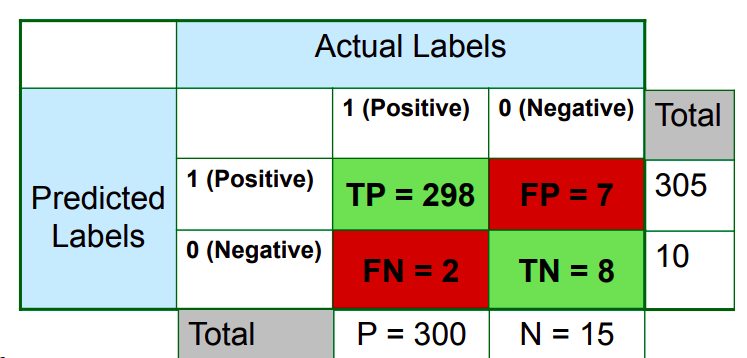 Actual Labels
1 (Positive) 0 (Negative) Total
Predicted Labels
1 (Positive) TP = 298 FP = 7 305
0 (Negative) FN = 2 TN = 8 10
Total P = 300 N = 15